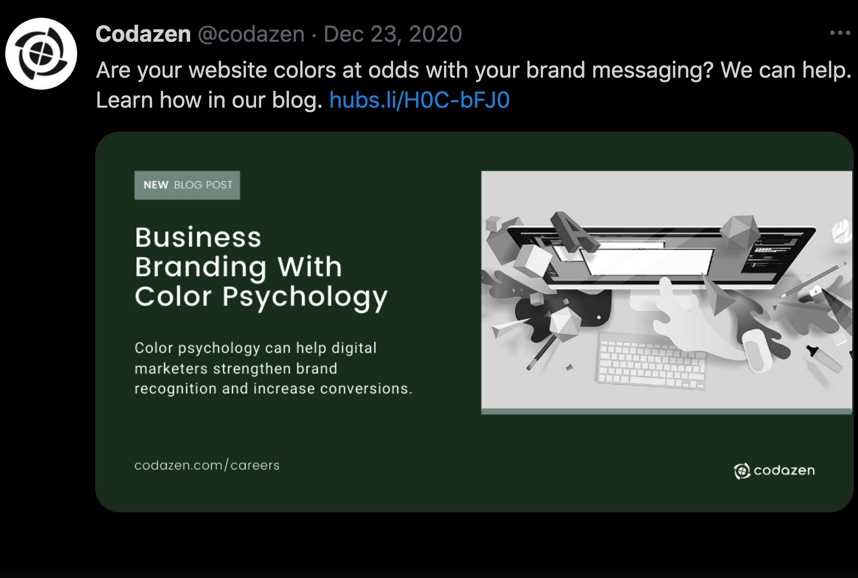 Codazen @codazen · Dec 23, 2020
Are your website colors at odds with your brand messaging? We can help.
Learn how in our blog. hubs.li/H0C-bFJ0
NEW BLOG POST
Business
Branding With
Color Psychology
Color psychology can help digital
marketers strengthen brand
recognition and increase conversions.
codazen.com/careers
codazen